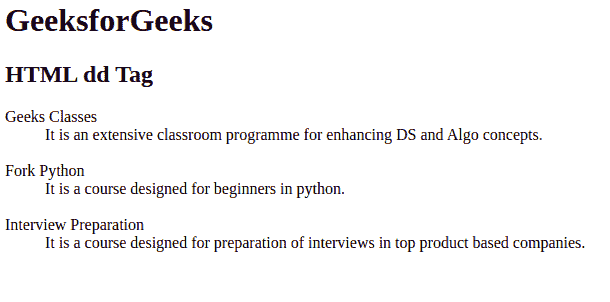 GeeksforGeeks
HTML dd Tag
Geeks Classes
It is an extensive classroom programme for enhancing DS and Algo concepts.
Fork Python
It is a course designed for beginners in python.
Interview Preparation
It is a course designed for preparation of interviews in top product based companies.